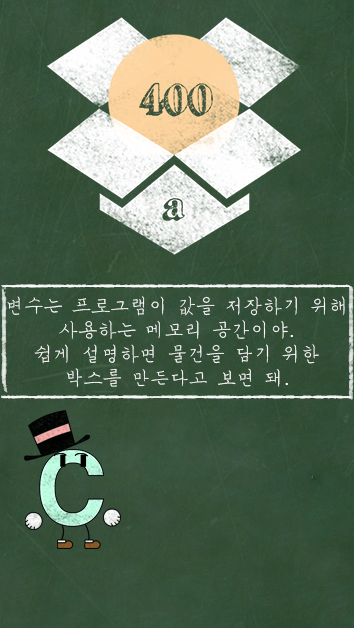 400
a
변수는 프로그램이 값을 저장하기 위해
사용하는 메모리 공간이야.
쉽게 설명하면 물건을 담기 위한
박스를 만든다고 보면 돼.
C